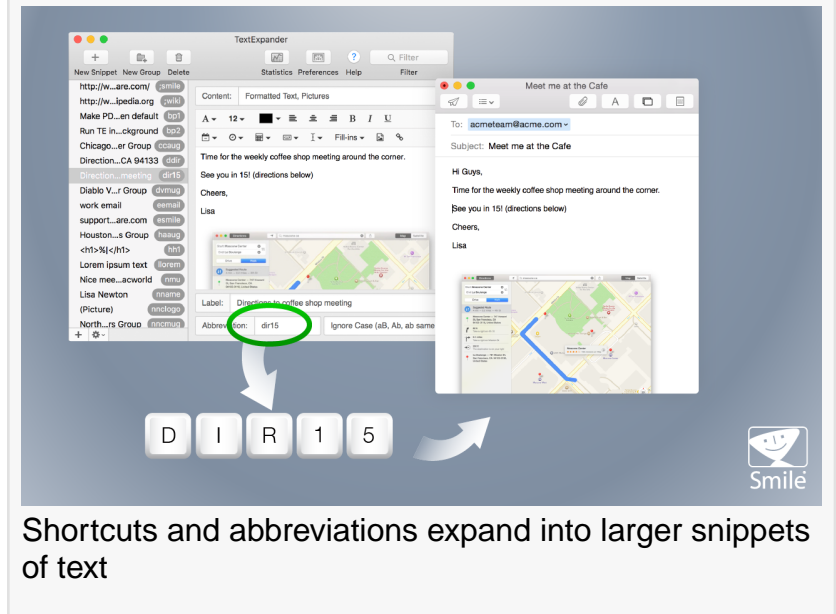 TextExpander
New Snippet New Group Delete
Statistics Preferences Help
Q Filter
Filter
http://w...are.com/ ;smile
http://w...ipedia.org ;wiki
Make PD...en default bp1
Run TE in...ckground bp2
Chicago...er Group ccaug
Direction...CA 94133 ddir
Direction...meeting dir15
Diablo V...r Group dvmug
work email eemail
support...are.com esmile
Houston...s Group haaug
<h1>%|</h1> hh1
Lorem ipsum text llorem
Nice mee...acworld nmu
Lisa Newton nname
(Picture) nnclogo
North...rs Group nncmug
Content: Formatted Text, Pictures
A 12 B I U
Fill-ins
Time for the weekly coffee shop meeting around the corner.
See you in 15! (directions below)
Cheers,
Lisa
Label: Directions to coffee shop meeting
Abbreviation: dir15 Ignore Case (aB, Ab, ab same
Meet me at the Cafe
To: acmeteam@acme.com
Subject: Meet me at the Cafe
Hi Guys,
Time for the weekly coffee shop meeting around the corner.
See you in 15! (directions below)
Cheers,
Lisa
D I R 1 5
Smile
Shortcuts and abbreviations expand into larger snippets
of text